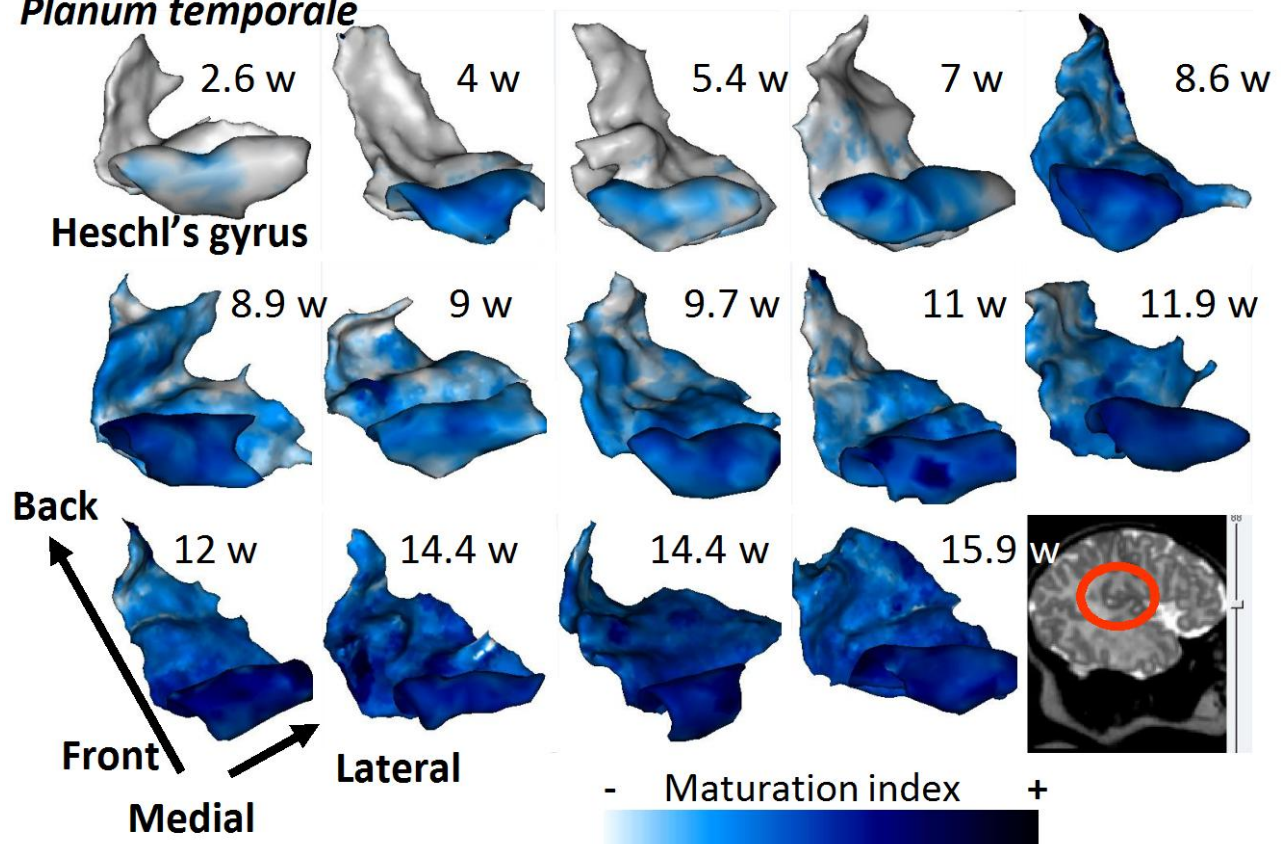 Planum temporale
2.6 w
4 w
5.4 w
7 w
8.6 w
Heschl's gyrus
8.9 w
9 w
9.7 w
11 w
11.9 w
Back
12 w
14.4 w
14.4 w
15.9 w
Front
Lateral
Medial
- Maturation index +
L